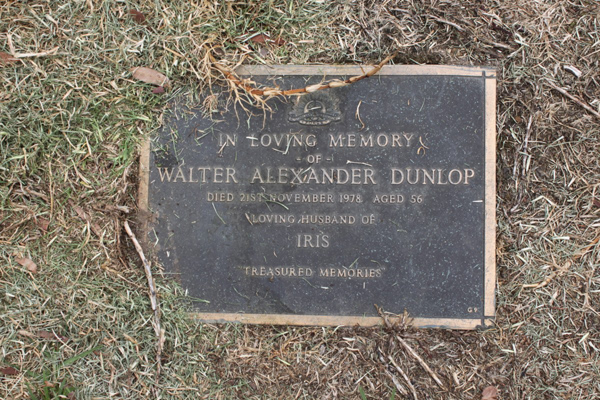 IN LOVING MEMORY
- OF -
WALTER ALEXANDER DUNLOP
DIED 21ST NOVEMBER 1978 AGED 56
LOVING HUSBAND OF
IRIS
"TREASURED MEMORIES"
G9